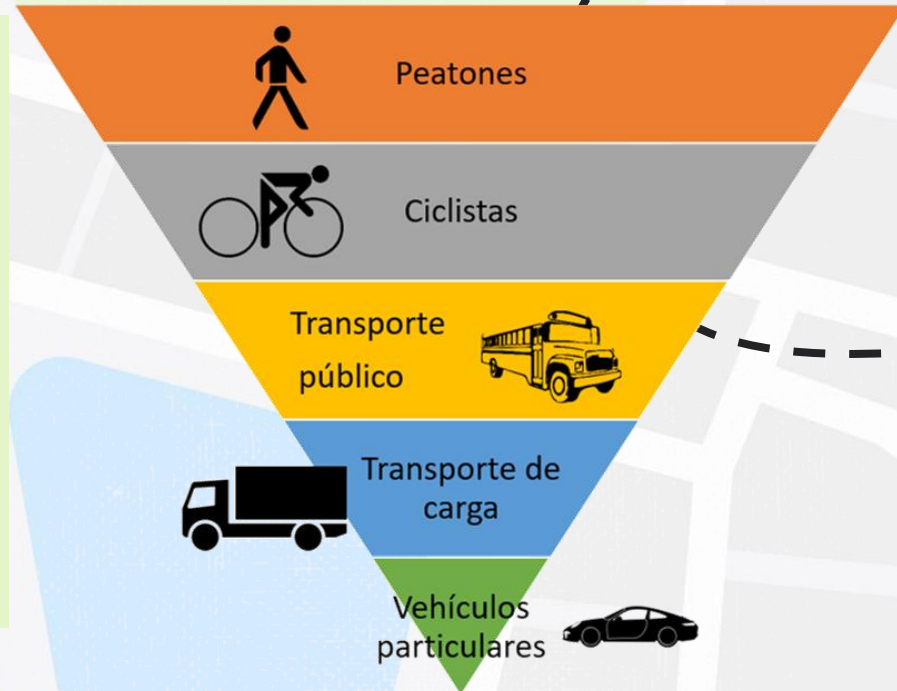 Peatones
Ciclistas
Transporte
público
Transporte de
carga
Vehículos
particulares